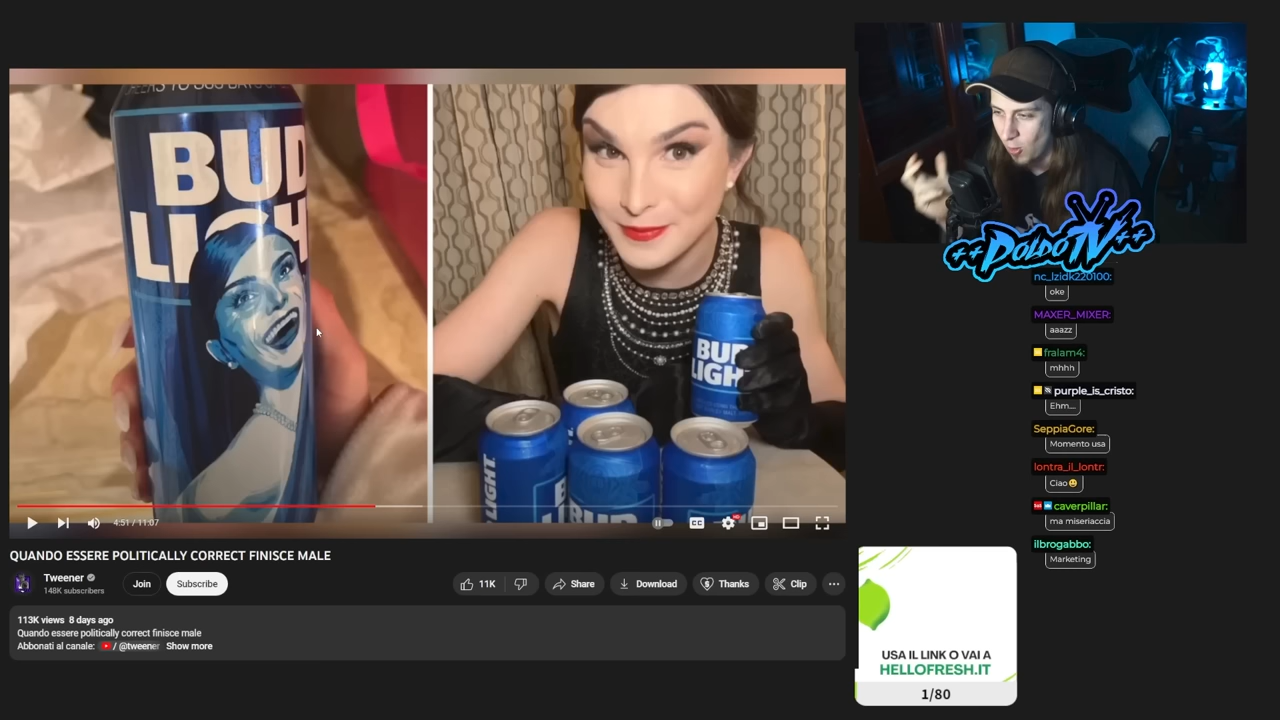 BUD
LIGH
BUD
LIGH
LIGHT
4:51 / 11:07
CC
HD
QUANDO ESSERE POLITICALLY CORRECT FINISCE MALE
Tweener
148K subscribers
Join
Subscribe
11K
Share
Download
Thanks
Clip
113K views 8 days ago
Quando essere politically correct finisce male
Abbonati al canale: / @tweener Show more
++POLDOTV++
nc_lzidk220100:
oke
MAXER_MIXER:
aaazz
fralam4:
mhhh
purple_is_cristo:
Ehm....
SeppiaGore:
Momento usa
lontra_il_lontr:
Ciao😃
caverpillar:
ma miseriaccia
ilbrogabbo:
Marketing
USA IL LINK O VAI A
HELLOFRESH.IT
1/80